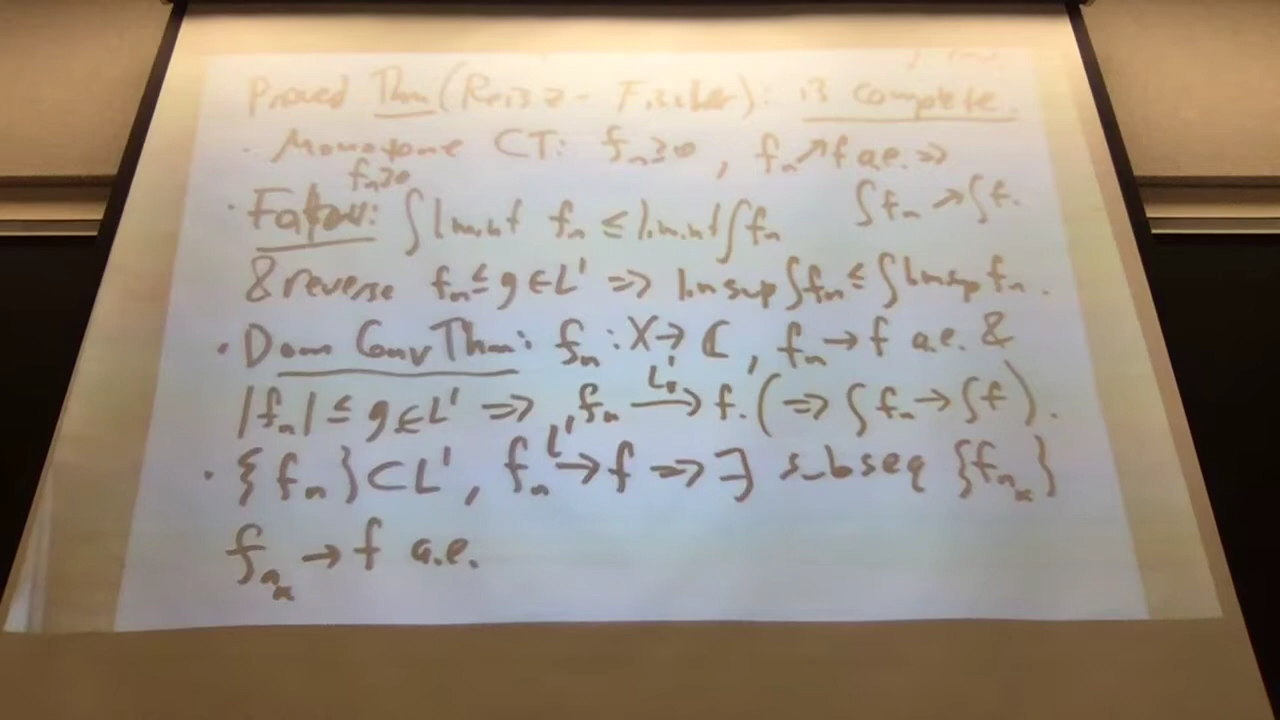 Proved Thm (Reisz - Fischer): is complete.
· Monotone CT: fₙ≥0, fₙ↗f a.e. ⇒
fₙ≥0
· Fatou: ∫liminf fₙ ≤ liminf∫fₙ ∫fₙ↗∫f.
& reverse fₙ≤g∈L¹ ⇒ limsup∫fₙ≤∫limsup fₙ.
· Dom Conv Thm: fₙ:X→ℂ, fₙ→f a.e. &
|fₙ|≤g∈L¹ ⇒, fₙ —L¹→ f. (⇒∫fₙ→∫f).
· {fₙ}⊂L¹, fₙ —L¹→ f ⇒ ∃ subseq {fₙₖ}
fₙₖ→f a.e.